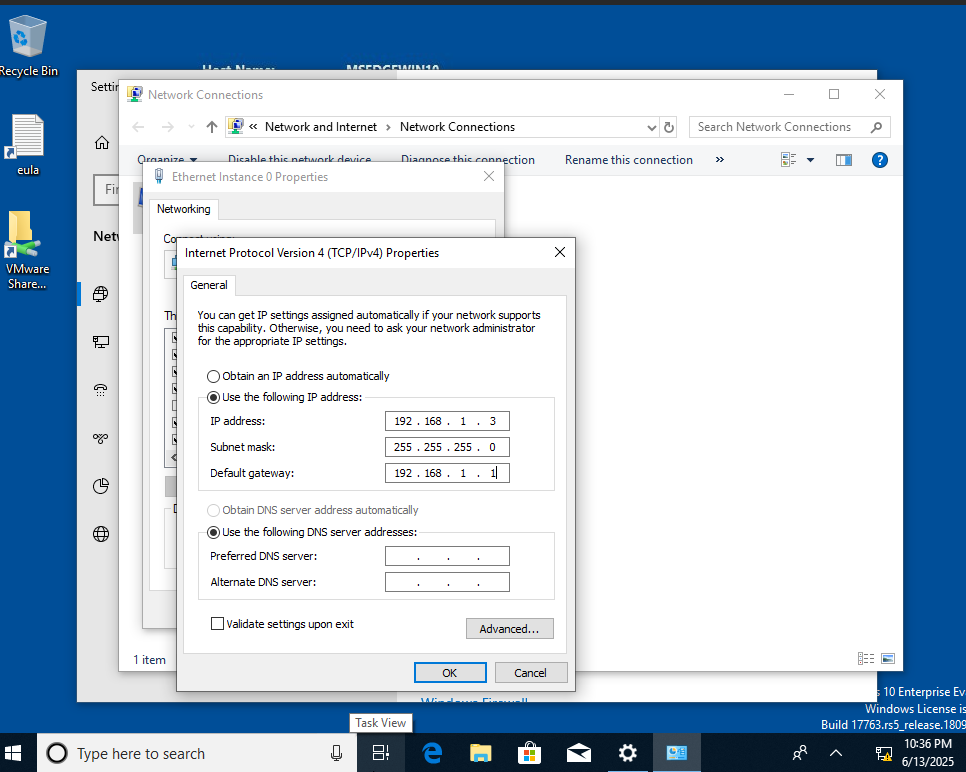 Recycle Bin
eula
VMware
Share...
Host Name:
MSEDGEWIN10
Network Connections
Network and Internet
Network Connections
Search Network Connections
Organize
Disable this network device
Diagnose this connection
Rename this connection
»
Ethernet Instance 0 Properties
Networking
Internet Protocol Version 4 (TCP/IPv4) Properties
General
You can get IP settings assigned automatically if your network supports
this capability. Otherwise, you need to ask your network administrator
for the appropriate IP settings.
Obtain an IP address automatically
Use the following IP address:
IP address: 192 . 168 . 1 . 3
Subnet mask: 255 . 255 . 255 . 0
Default gateway: 192 . 168 . 1 . 1
Obtain DNS server address automatically
Use the following DNS server addresses:
Preferred DNS server: . . .
Alternate DNS server: . . .
Validate settings upon exit
Advanced...
OK
Cancel
1 item
Windows Firewall
10 Enterprise Ev
Windows License is
Build 17763.rs5_release.1809
Task View
Type here to search
10:36 PM
6/13/2025